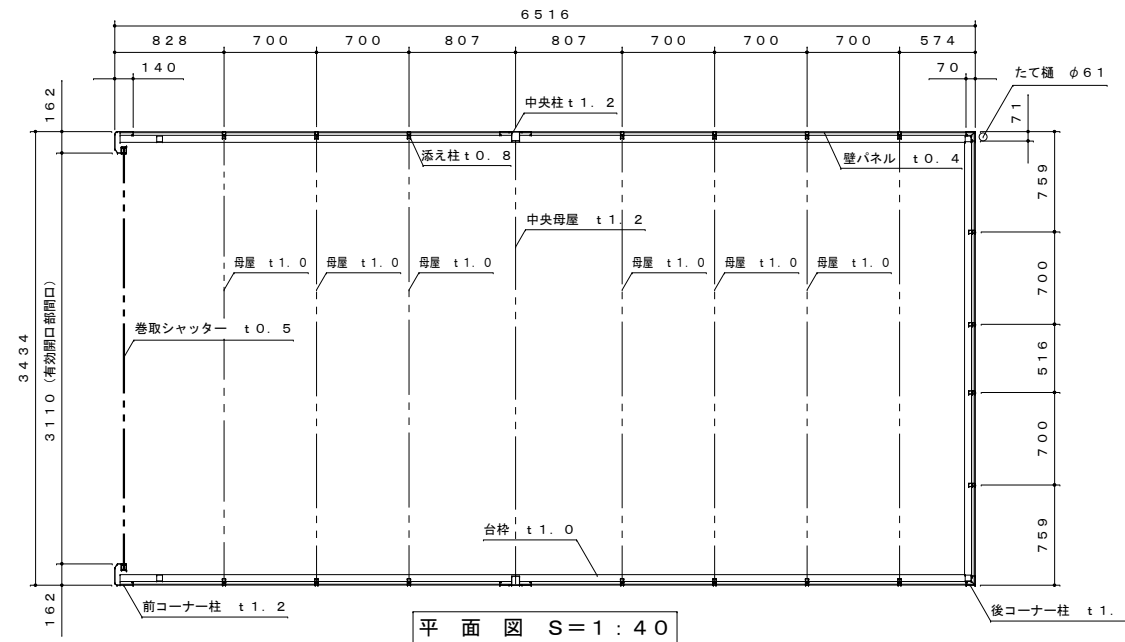 6516
828 700 700 807 807 700 700 700 574
140
70
たて樋 φ61
162
中央柱t1.2
71
添え柱t0.8
壁パネル t0.4
759
中央母屋 t1.2
母屋 t1.0 母屋 t1.0 母屋 t1.0 母屋 t1.0 母屋 t1.0 母屋 t1.0
700
巻取シャッター t0.5
3434
3110(有効開口部間口)
516
700
台枠 t1.0
759
162
前コーナー柱 t1.2
後コーナー柱 t1.
平面図 S=1:40